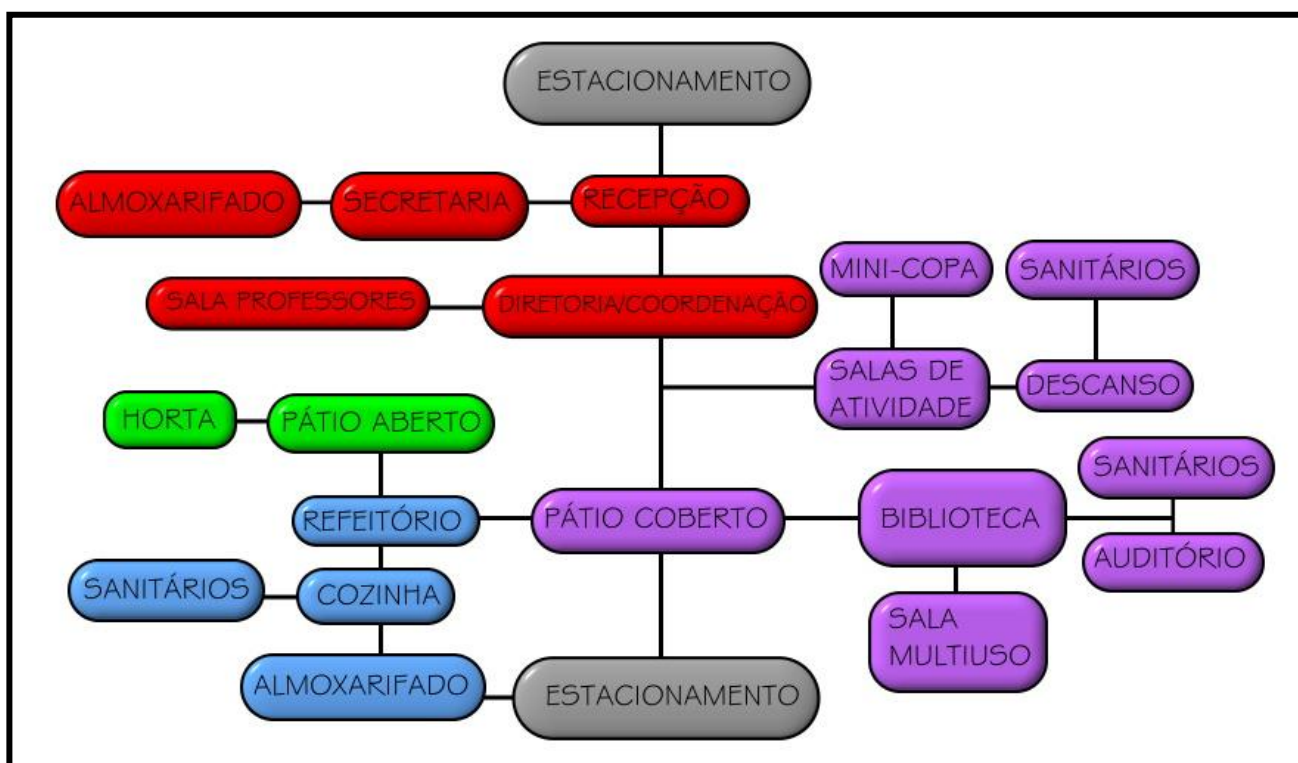 ESTACIONAMENTO
ALMOXARIFADO
SECRETARIA
RECEPÇÃO
MINI-COPA
SANITÁRIOS
SALA PROFESSORES
DIRETORIA/COORDENAÇÃO
SALAS DE
ATIVIDADE
DESCANSO
HORTA
PÁTIO ABERTO
SANITÁRIOS
REFEITÓRIO
PÁTIO COBERTO
BIBLIOTECA
AUDITÓRIO
SANITÁRIOS
COZINHA
SALA
MULTIUSO
ALMOXARIFADO
ESTACIONAMENTO